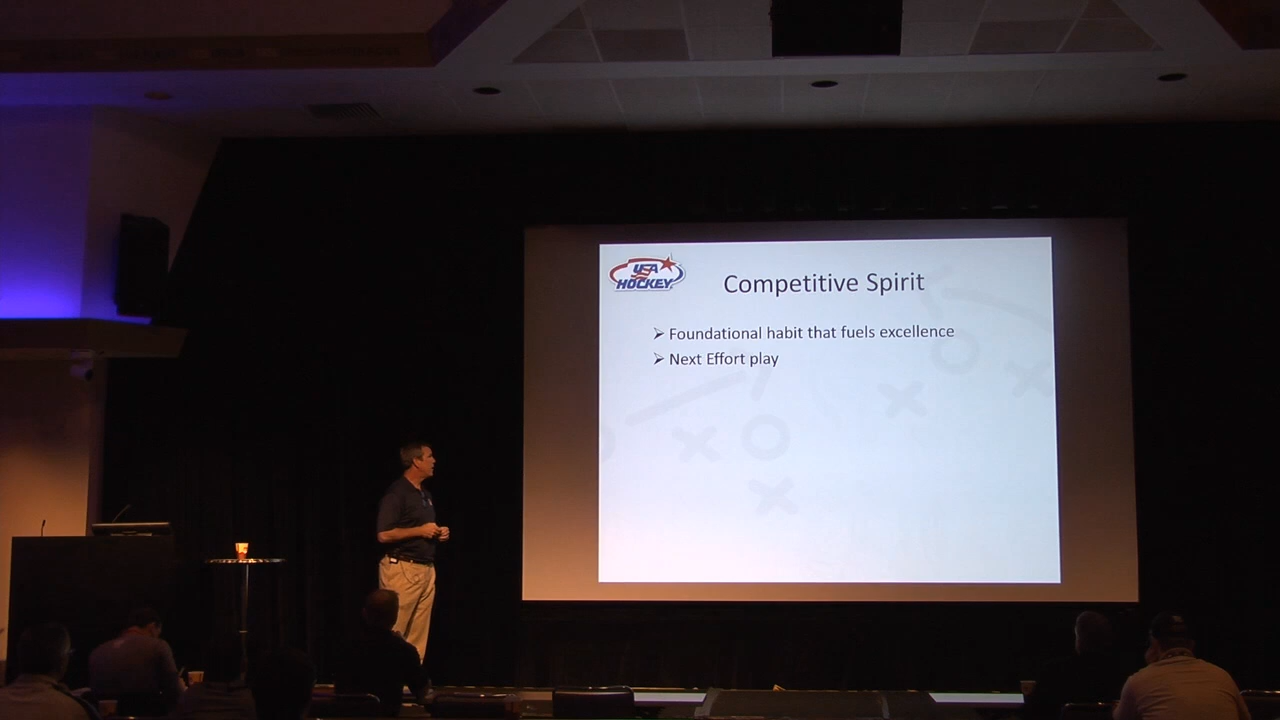 USA
HOCKEY
Competitive Spirit
➢ Foundational habit that fuels excellence
➢ Next Effort play